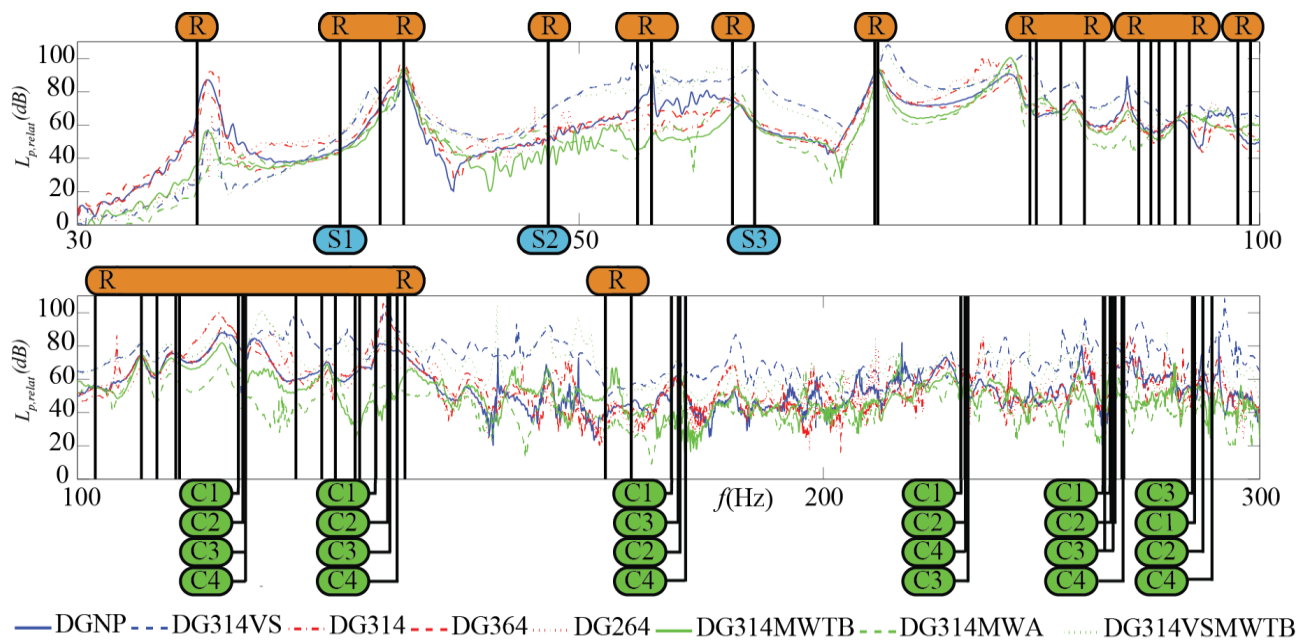 R R R R R R R R R R R R
L_p,relat (dB)
100
80
60
40
20
0
30 50 100
S1 S2 S3
R R R
L_p,relat (dB)
100
80
60
40
20
0
100 f(Hz) 200 300
C1 C1 C1 C1 C1 C3
C2 C2 C3 C2 C2 C1
C3 C3 C2 C4 C3 C2
C4 C4 C4 C3 C4 C4
DGNP DG314VS DG314 DG364 DG264 DG314MWTB DG314MWA DG314VSMWTB